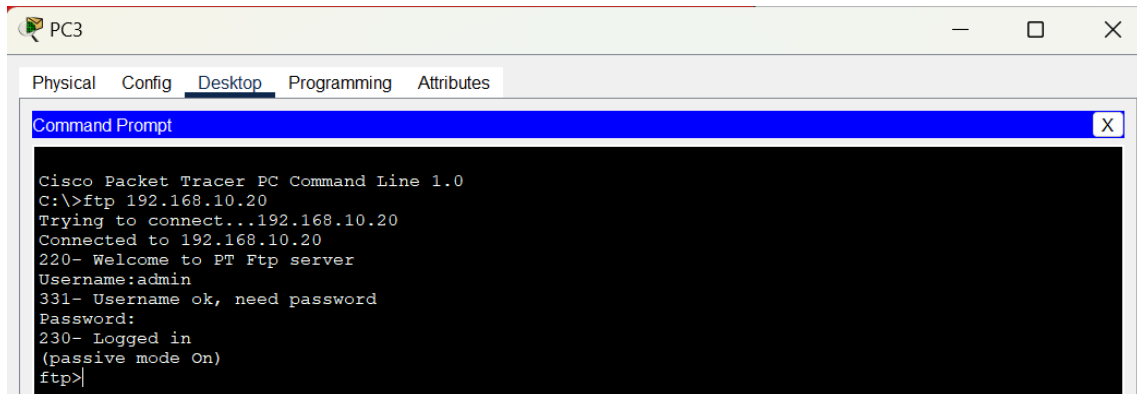 PC3
Physical Config Desktop Programming Attributes
Command Prompt X
Cisco Packet Tracer PC Command Line 1.0
C:\>ftp 192.168.10.20
Trying to connect...192.168.10.20
Connected to 192.168.10.20
220- Welcome to PT Ftp server
Username:admin
331- Username ok, need password
Password:
230- Logged in
(passive mode On)
ftp>